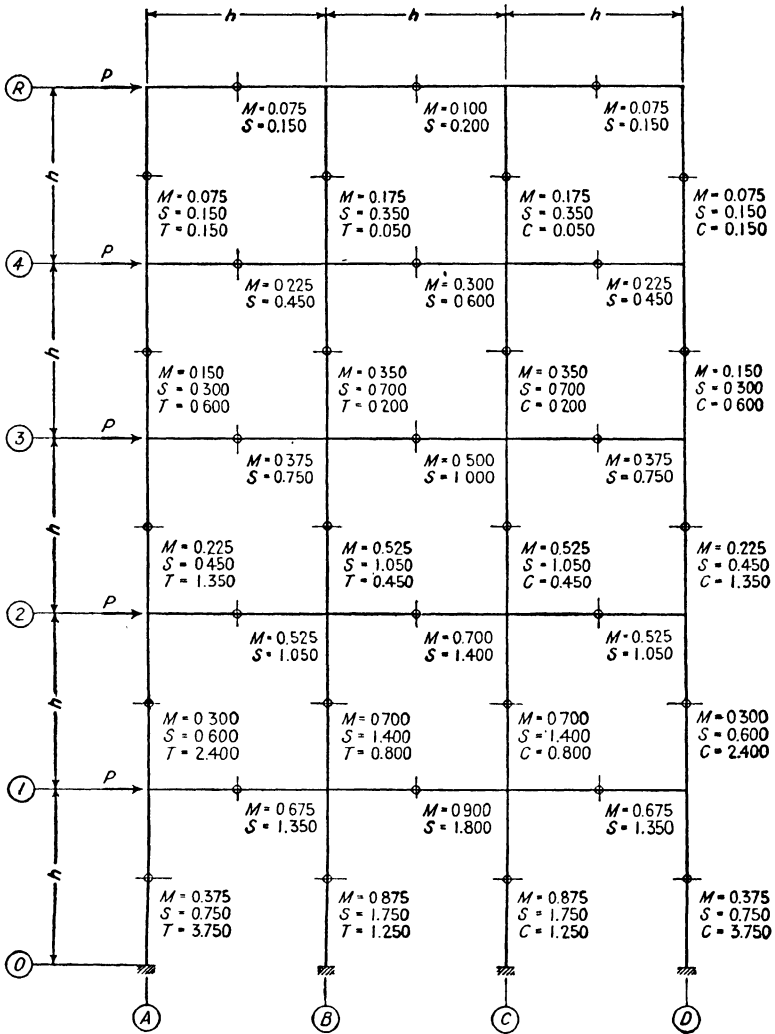 h h h
R P
M=0.075 M=0.100 M=0.075
S=0.150 S=0.200 S=0.150
h
M=0.075 M=0.175 M=0.175 M=0.075
S=0.150 S=0.350 S=0.350 S=0.150
T=0.150 T=0.050 C=0.050 C=0.150
4 P
M=0.225 M=0.300 M=0.225
S=0.450 S=0.600 S=0.450
h
M=0.150 M=0.350 M=0.350 M=0.150
S=0.300 S=0.700 S=0.700 S=0.300
T=0.600 T=0.200 C=0.200 C=0.600
3 P
M=0.375 M=0.500 M=0.375
S=0.750 S=1.000 S=0.750
h
M=0.225 M=0.525 M=0.525 M=0.225
S=0.450 S=1.050 S=1.050 S=0.450
T=1.350 T=0.450 C=0.450 C=1.350
2 P
M=0.525 M=0.700 M=0.525
S=1.050 S=1.400 S=1.050
h
M=0.300 M=0.700 M=0.700 M=0.300
S=0.600 S=1.400 S=1.400 S=0.600
T=2.400 T=0.800 C=0.800 C=2.400
1 P
M=0.675 M=0.900 M=0.675
S=1.350 S=1.800 S=1.350
h
M=0.375 M=0.875 M=0.875 M=0.375
S=0.750 S=1.750 S=1.750 S=0.750
T=3.750 T=1.250 C=1.250 C=3.750
0
A B C D